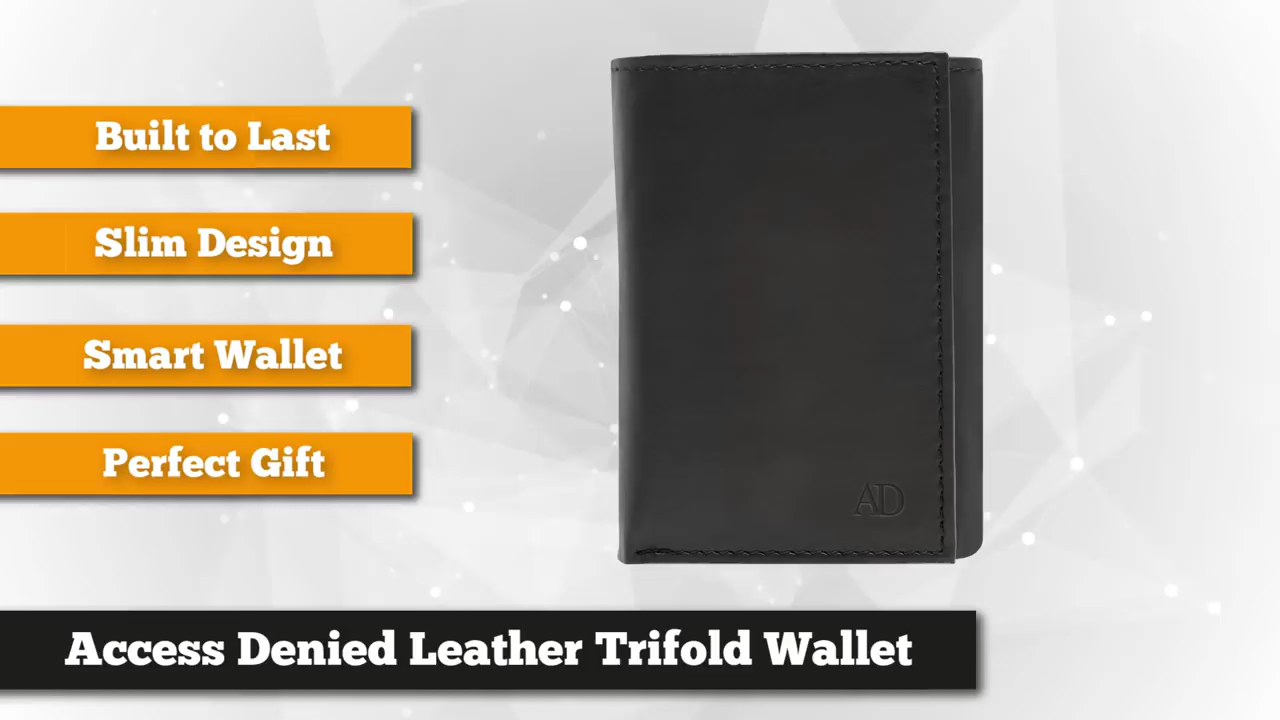 Built to Last
Slim Design
Smart Wallet
Perfect Gift
AD
Access Denied Leather Trifold Wallet